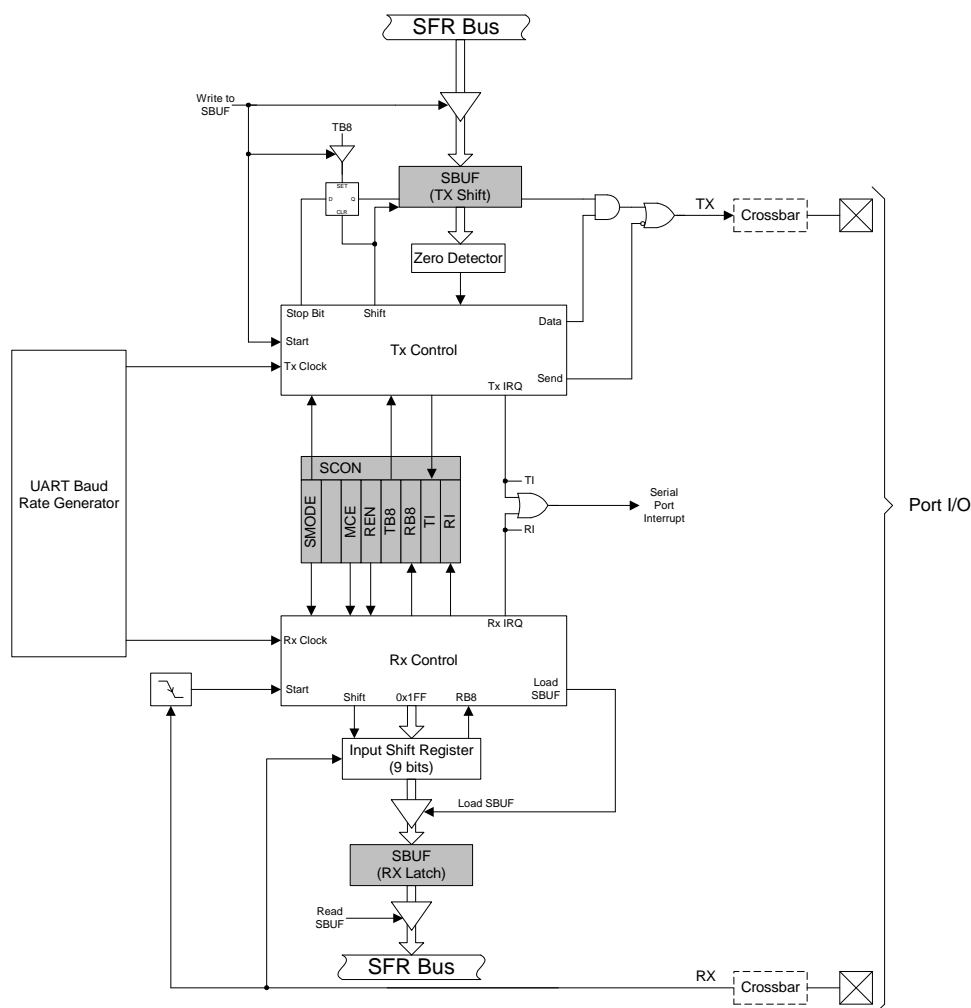 SFR Bus
Write to
SBUF
TB8
SET
D
Q
CLR
SBUF
(TX Shift)
TX
Crossbar
Zero Detector
Stop Bit
Shift
Data
Start
Tx Control
Tx Clock
Send
Tx IRQ
UART Baud
Rate Generator
SCON
SMODE
MCE
REN
TB8
RB8
TI
RI
TI
Serial
Port
Interrupt
RI
Port I/O
Rx IRQ
Rx Clock
Rx Control
Start
Load
SBUF
Shift
0x1FF
RB8
Input Shift Register
(9 bits)
Load SBUF
SBUF
(RX Latch)
Read
SBUF
SFR Bus
RX
Crossbar